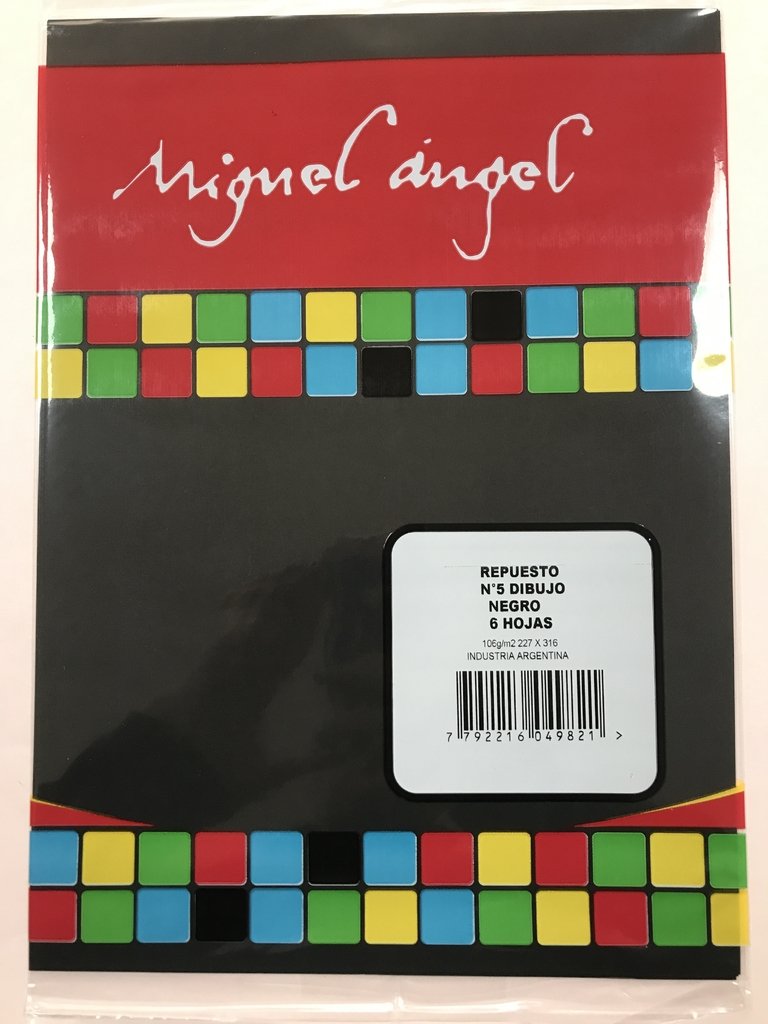 Miguel ángel
REPUESTO
N°5 DIBUJO
NEGRO
6 HOJAS
106g/m2 227 X 316
INDUSTRIA ARGENTINA
7 792216 049821 >